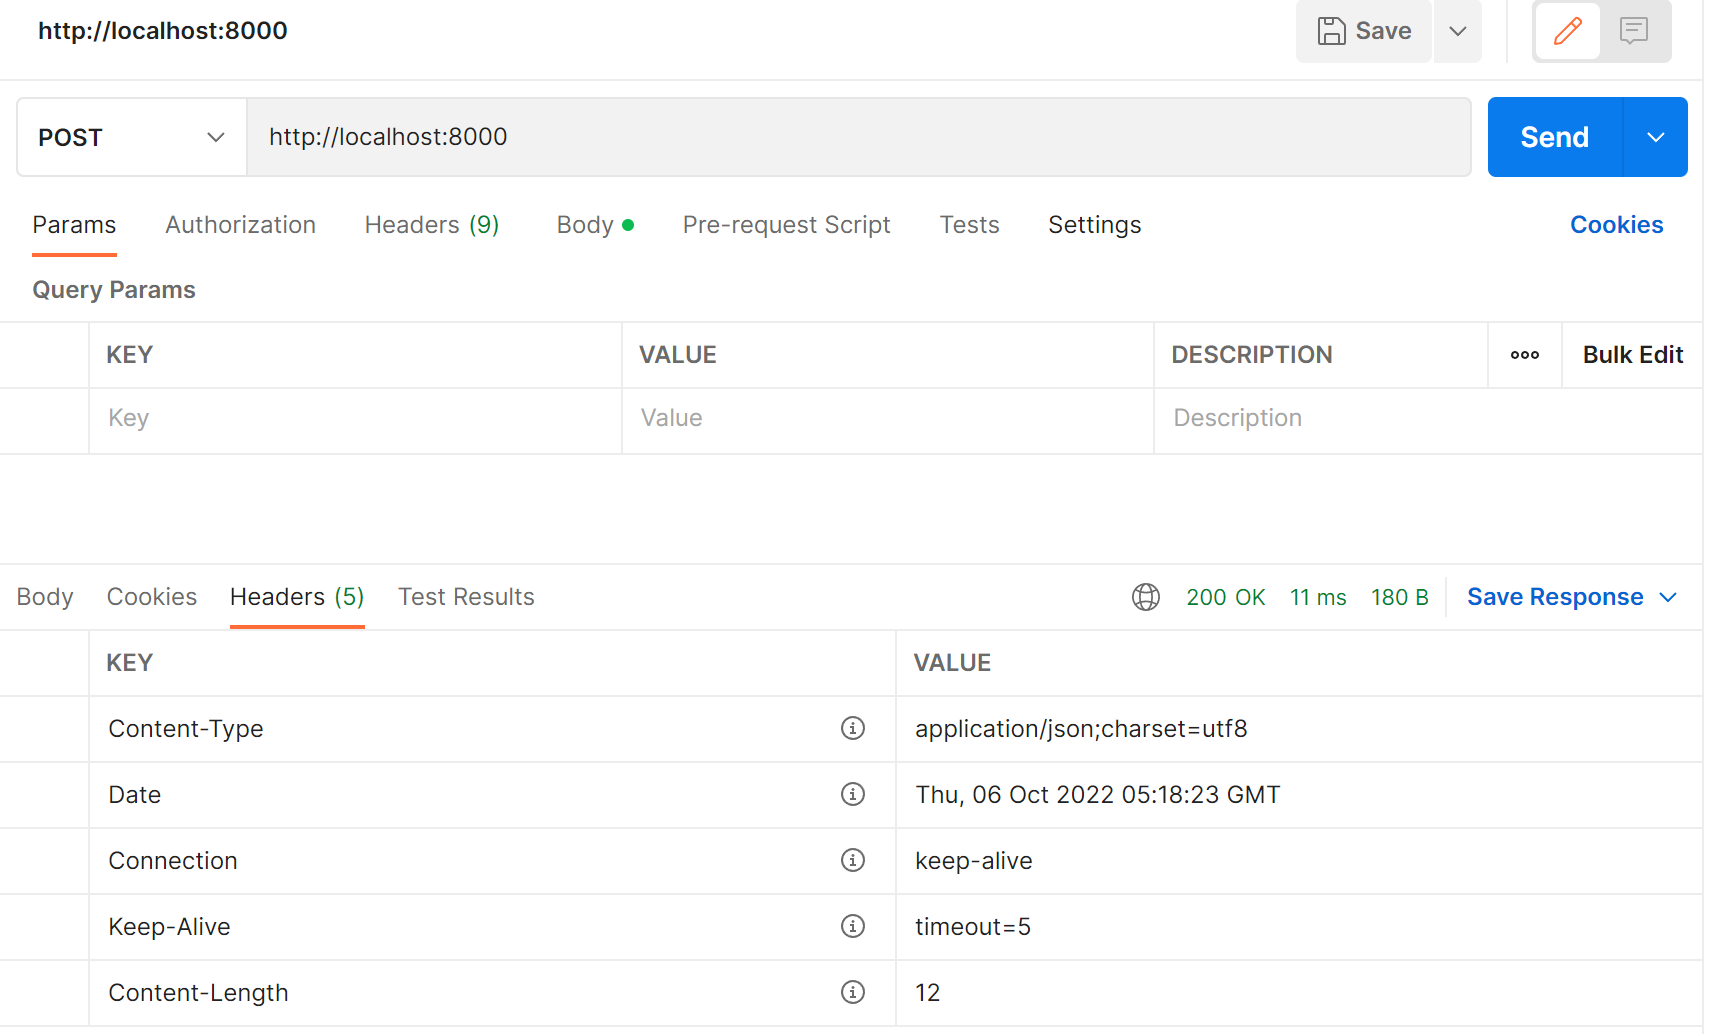 http://localhost:8000 Save
POST http://localhost:8000 Send
Params Authorization Headers (9) Body Pre-request Script Tests Settings Cookies
Query Params
KEY VALUE DESCRIPTION Bulk Edit
Key Value Description
Body Cookies Headers (5) Test Results 200 OK 11 ms 180 B Save Response
KEY VALUE
Content-Type application/json;charset=utf8
Date Thu, 06 Oct 2022 05:18:23 GMT
Connection keep-alive
Keep-Alive timeout=5
Content-Length 12